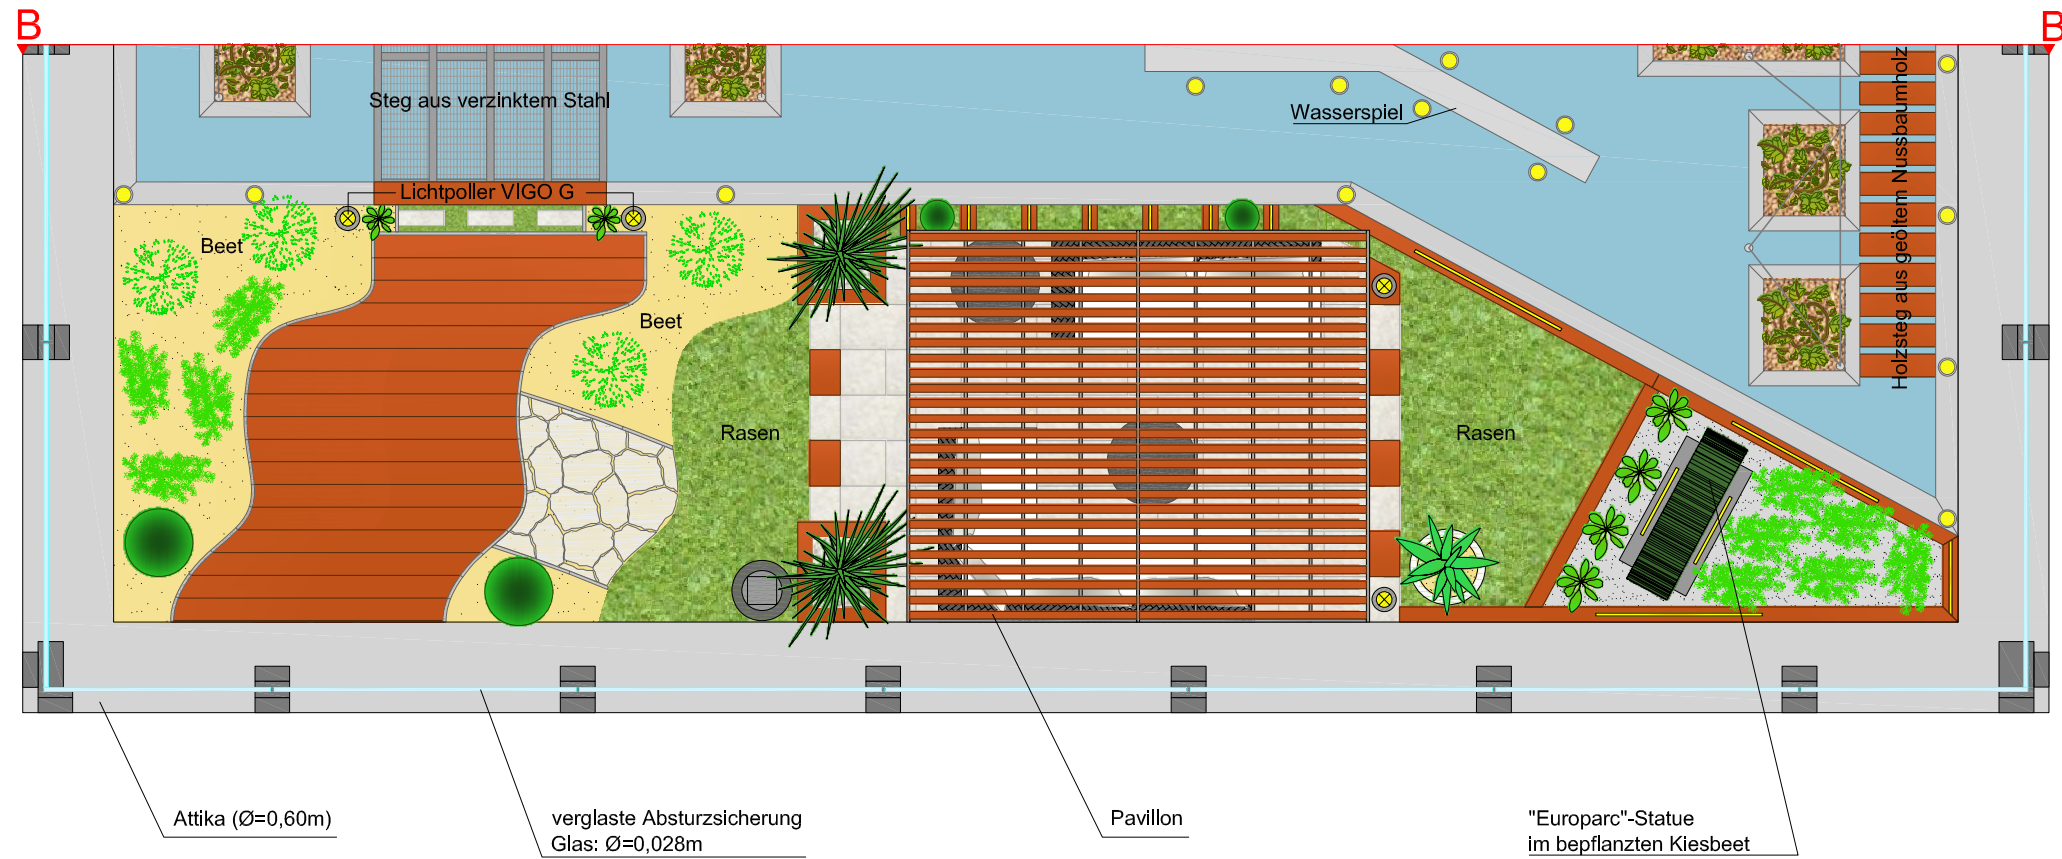 B
B
Steg aus verzinktem Stahl
Wasserspiel
Holzsteg aus geöltem Nussbaumholz
Lichtpoller VIGO G
Beet
Beet
Rasen
Rasen
Attika (Ø=0,60m)
verglaste Absturzsicherung
Glas: Ø=0,028m
Pavillon
"Europarc"-Statue
im bepflanzten Kiesbeet